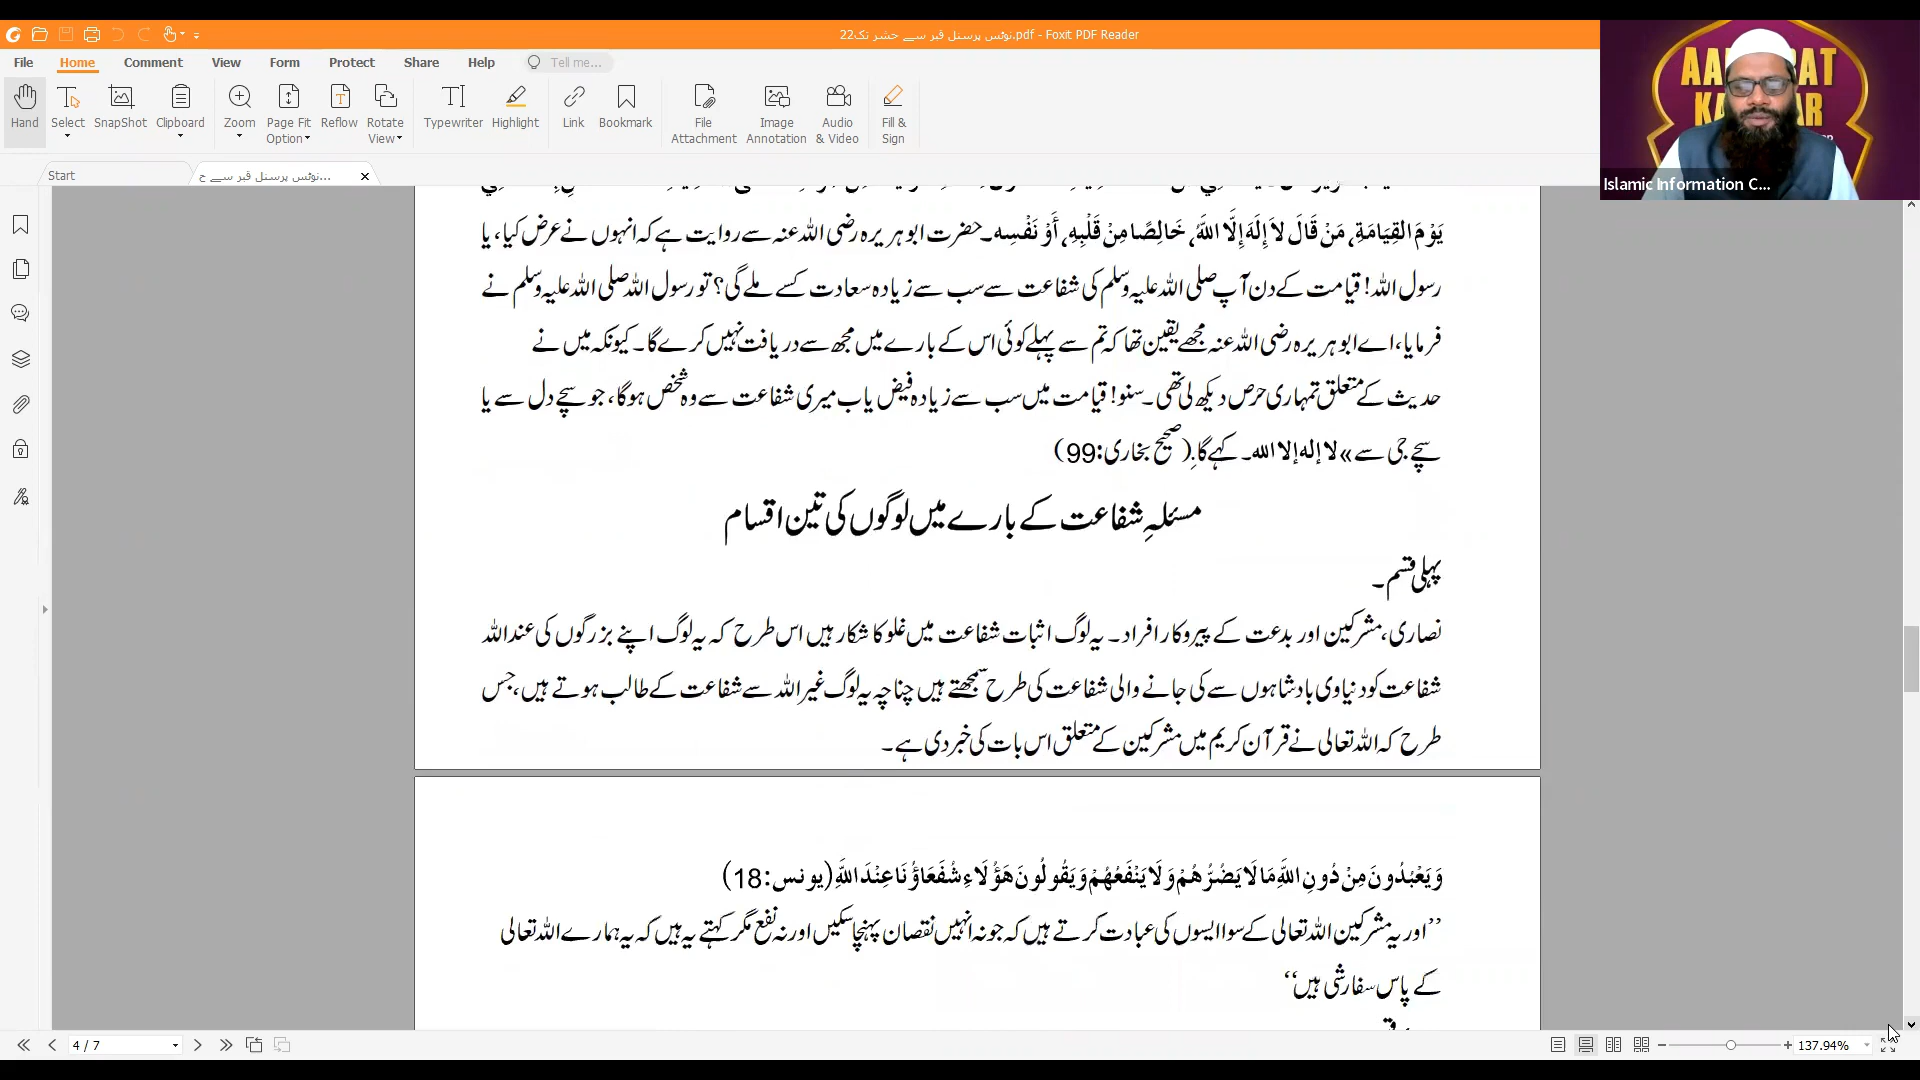 نوٹس پرسنل قبر سے حشر تک22.pdf - Foxit PDF Reader
File Home Comment View Form Protect Share Help Tell me...
Hand Select SnapShot Clipboard Zoom Page Fit Option Reflow Rotate View Typewriter Highlight Link Bookmark File Attachment Image Annotation Audio & Video Fill & Sign
Start نوٹس پرسنل قبر سے ح...
Islamic Information C...
يَوْمَ القِيَامَةِ، مَنْ قَالَ لاَ إِلَهَ إِلَّا اللَّهُ، خَالِصًا مِنْ قَلْبِهِ، أَوْ نَفْسِه۔ حضرت ابو ہریرہ رضی اللہ عنہ سے روایت ہے کہ انہوں نے عرض کیا، یا
رسول اللہ! قیامت کے دن آپ صلی اللہ علیہ وسلم کی شفاعت سے سب سے زیادہ سعادت کسے ملے گی؟ تو رسول اللہ صلی اللہ علیہ وسلم نے
فرمایا، اے ابو ہریرہ رضی اللہ عنہ مجھے یقین تھا کہ تم سے پہلے کوئی اس کے بارے میں مجھ سے دریافت نہیں کرے گا۔ کیونکہ میں نے
حدیث کے متعلق تمہاری حرص دیکھ لی تھی۔ سنو! قیامت میں سب سے زیادہ فیض یاب میری شفاعت سے وہ شخص ہوگا، جو سچے دل سے یا
سچے جی سے » لا إله إلا الله۔ کہے گا۔ (صحیح بخاری:99)
مسئلہِ شفاعت کے بارے میں لوگوں کی تین اقسام
پہلی قسم۔
نصاری، مشرکین اور بدعت کے پیروکار افراد۔ یہ لوگ اثبات شفاعت میں غلو کا شکار ہیں اس طرح کہ یہ لوگ اپنے بزرگوں کی عند اللہ
شفاعت کو دنیاوی بادشاہوں سے کی جانے والی شفاعت کی طرح سمجھتے ہیں چناچہ یہ لوگ غیر اللہ سے شفاعت کے طالب ہوتے ہیں، جس
طرح کہ اللہ تعالی نے قرآن کریم میں مشرکین کے متعلق اس بات کی خبر دی ہے۔
وَيَعْبُدُونَ مِنْ دُونِ اللَّهِ مَا لَا يَضُرُّهُمْ وَلَا يَنْفَعُهُمْ وَيَقُولُونَ هَؤُلَاءِ شُفَعَاؤُنَا عِنْدَ اللَّهِ (یونس:18)
’’اور یہ مشرکین اللہ تعالی کے سوا ایسوں کی عبادت کرتے ہیں کہ جو نہ انہیں نقصان پہنچا سکیں اور نہ نفع مگر کہتے یہ ہیں کہ یہ ہمارے اللہ تعالی
کے پاس سفارشی ہیں‘‘
4 / 7
137.94%